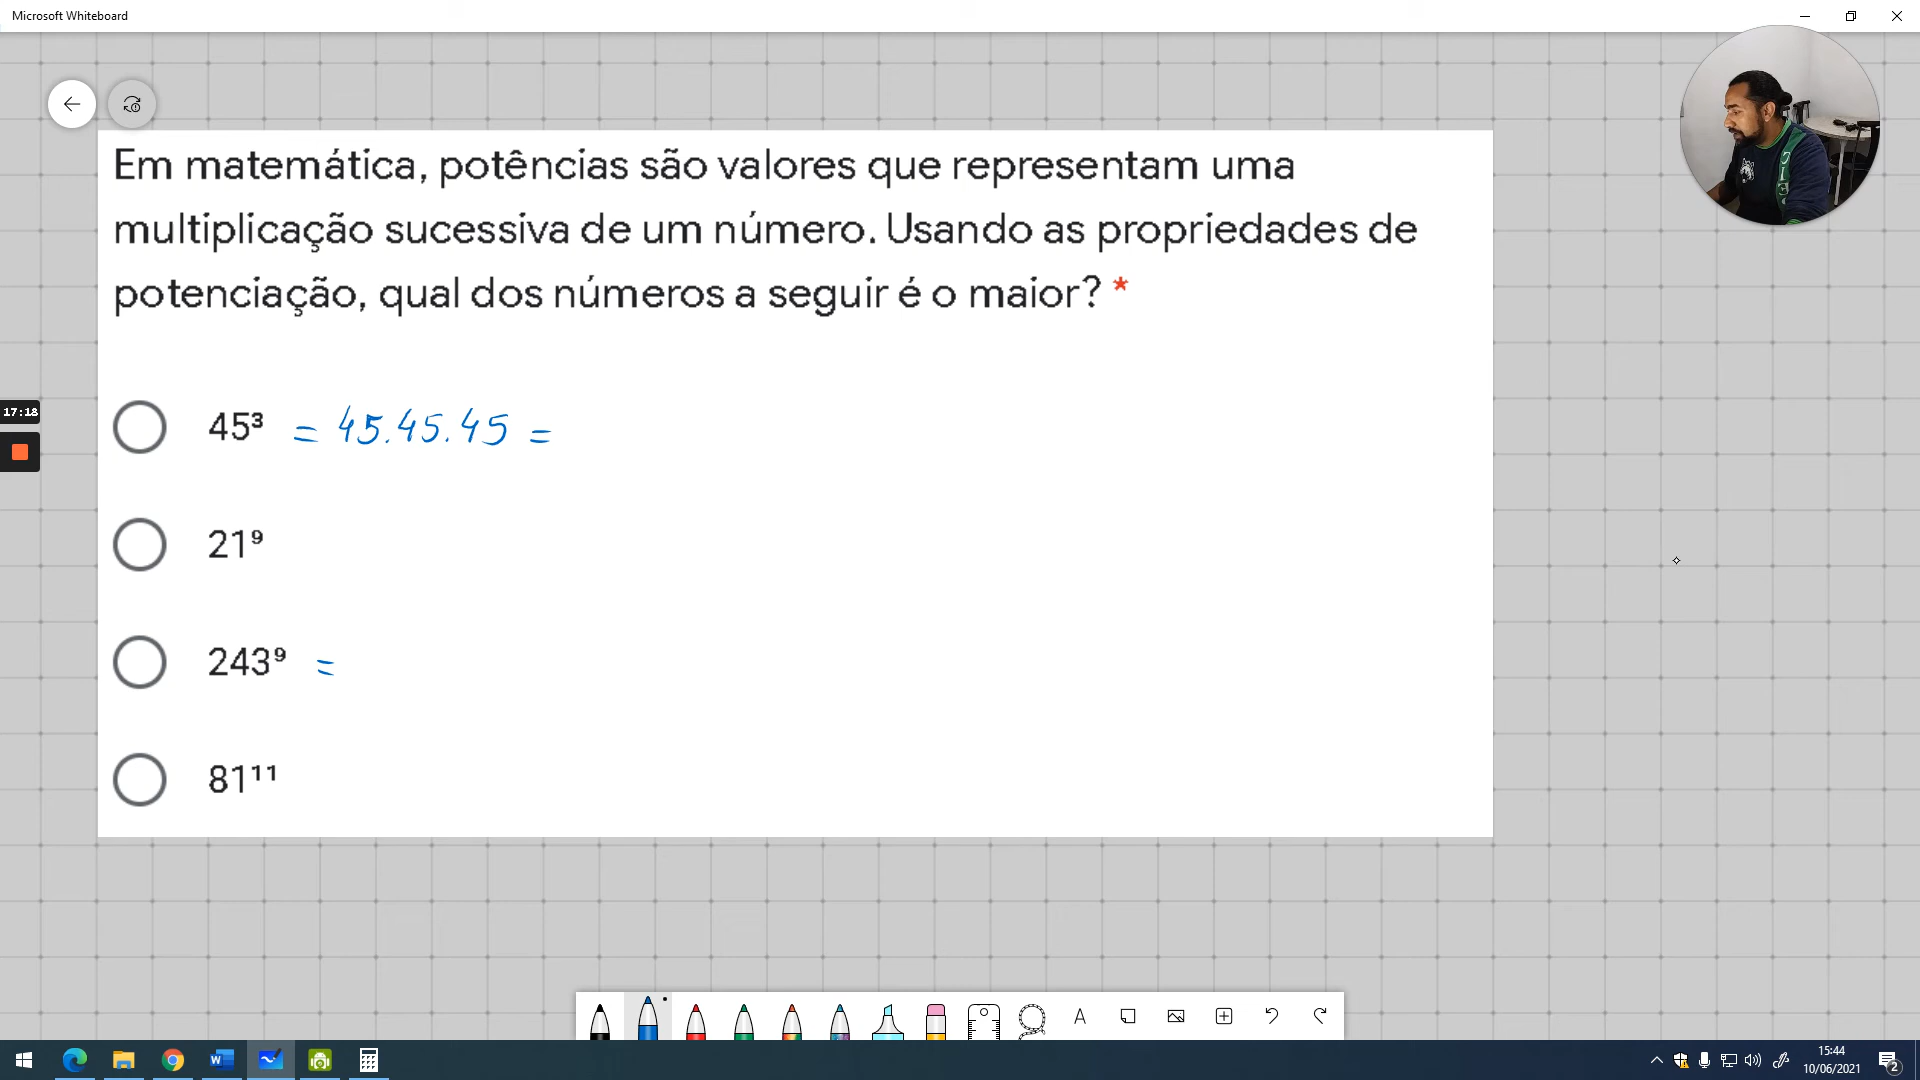 Microsoft Whiteboard
Em matemática, potências são valores que representam uma
multiplicação sucessiva de um número. Usando as propriedades de
potenciação, qual dos números a seguir é o maior? *
17:18
45³ = 45.45.45 =
21⁹
243⁹ =
81¹¹
A
15:44
10/06/2021
2